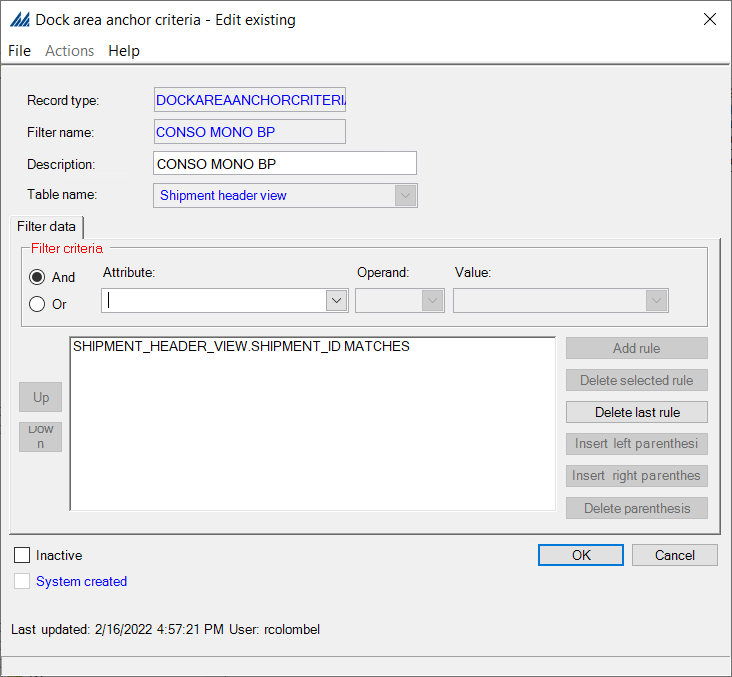 Dock area anchor criteria - Edit existing
File Actions Help
Record type: DOCKAREAANCHORCRITERI
Filter name: CONSO MONO BP
Description: CONSO MONO BP
Table name: Shipment header view
Filter data
Filter criteria
And Attribute: Operand: Value:
Or
SHIPMENT_HEADER_VIEW.SHIPMENT_ID MATCHES
Add rule
Delete selected rule
Up
Delete last rule
Down
Insert left parenthesi
Insert right parenthes
Delete parenthesis
Inactive
OK Cancel
System created
Last updated: 2/16/2022 4:57:21 PM User: rcolombel